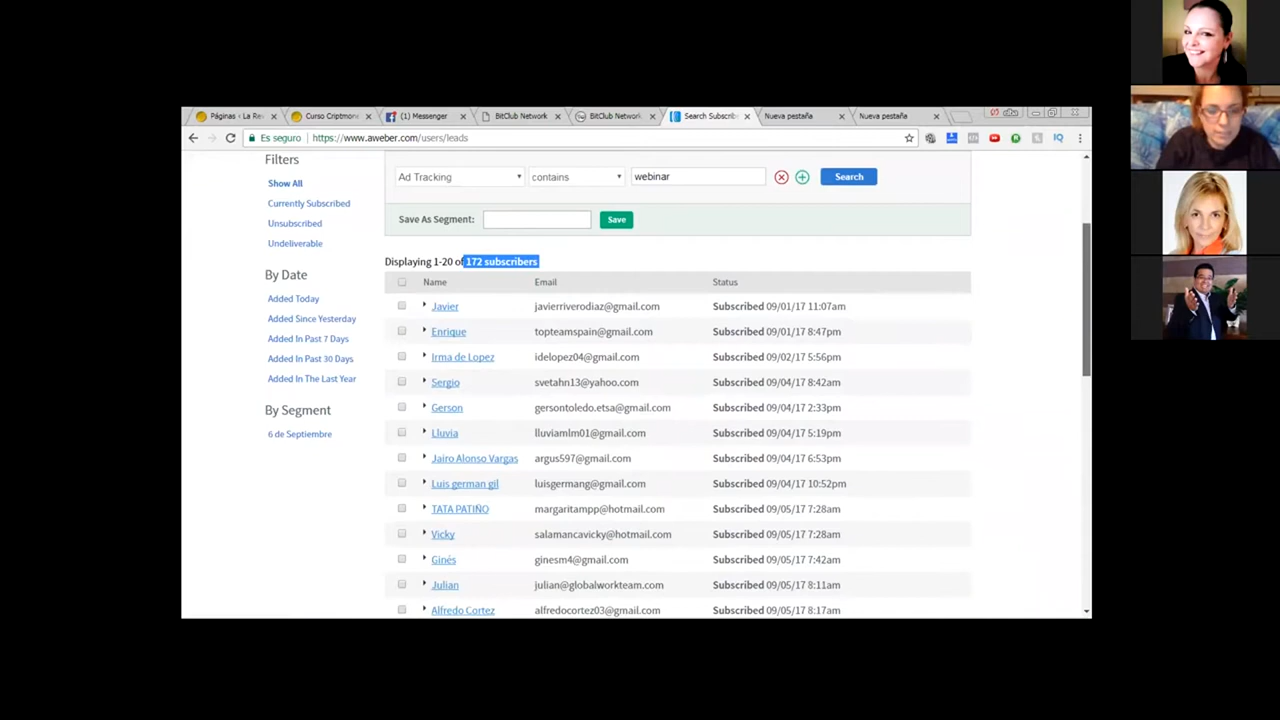 Páginas ‹ La Re
Curso Criptmone
(1) Messenger
BitClub Network
BitClub Network
Search Subscrib
Nueva pestaña
Nueva pestaña
Es seguro https://www.aweber.com/users/leads
Filters
Show All
Currently Subscribed
Unsubscribed
Undeliverable
By Date
Added Today
Added Since Yesterday
Added In Past 7 Days
Added In Past 30 Days
Added In The Last Year
By Segment
6 de Septiembre
Ad Tracking contains webinar Search
Save As Segment: Save
Displaying 1-20 of 172 subscribers
Name Email Status
Javier javierriverodiaz@gmail.com Subscribed 09/01/17 11:07am
Enrique topteamspain@gmail.com Subscribed 09/01/17 8:47pm
Irma de Lopez idelopez04@gmail.com Subscribed 09/02/17 5:56pm
Sergio svetahn13@yahoo.com Subscribed 09/04/17 8:42am
Gerson gersontoledo.etsa@gmail.com Subscribed 09/04/17 2:33pm
Lluvia lluviamlm01@gmail.com Subscribed 09/04/17 5:19pm
Jairo Alonso Vargas argus597@gmail.com Subscribed 09/04/17 6:53pm
Luis german gil luisgermang@gmail.com Subscribed 09/04/17 10:52pm
TATA PATIÑO margaritampp@hotmail.com Subscribed 09/05/17 7:28am
Vicky salamancavicky@hotmail.com Subscribed 09/05/17 7:28am
Ginés ginesm4@gmail.com Subscribed 09/05/17 7:42am
Julian julian@globalworkteam.com Subscribed 09/05/17 8:11am
Alfredo Cortez alfredocortez03@gmail.com Subscribed 09/05/17 8:17am